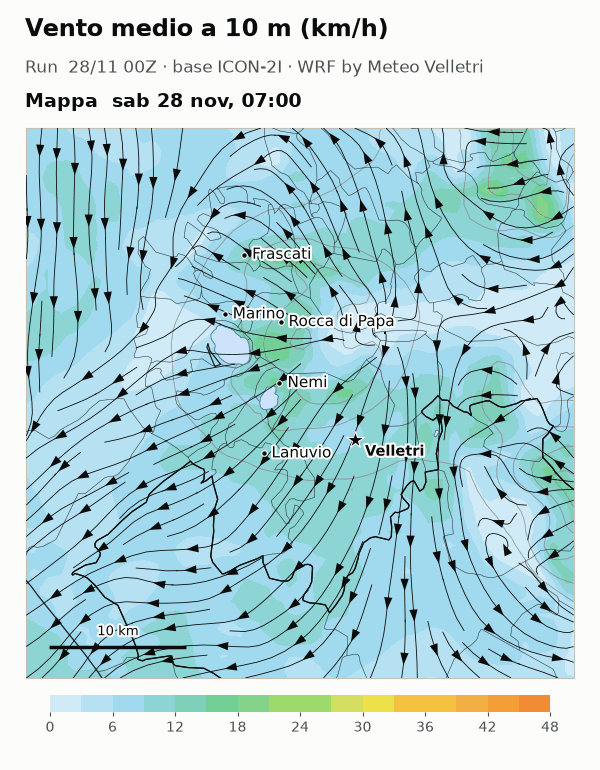 Vento medio a 10 m (km/h)
Run  28/11 00Z · base ICON-2I · WRF by Meteo Velletri
Mappa  sab 28 nov, 07:00
Frascati
Marino
Rocca di Papa
Nemi
Velletri
Lanuvio
10 km
0 6 12 18 24 30 36 42 48